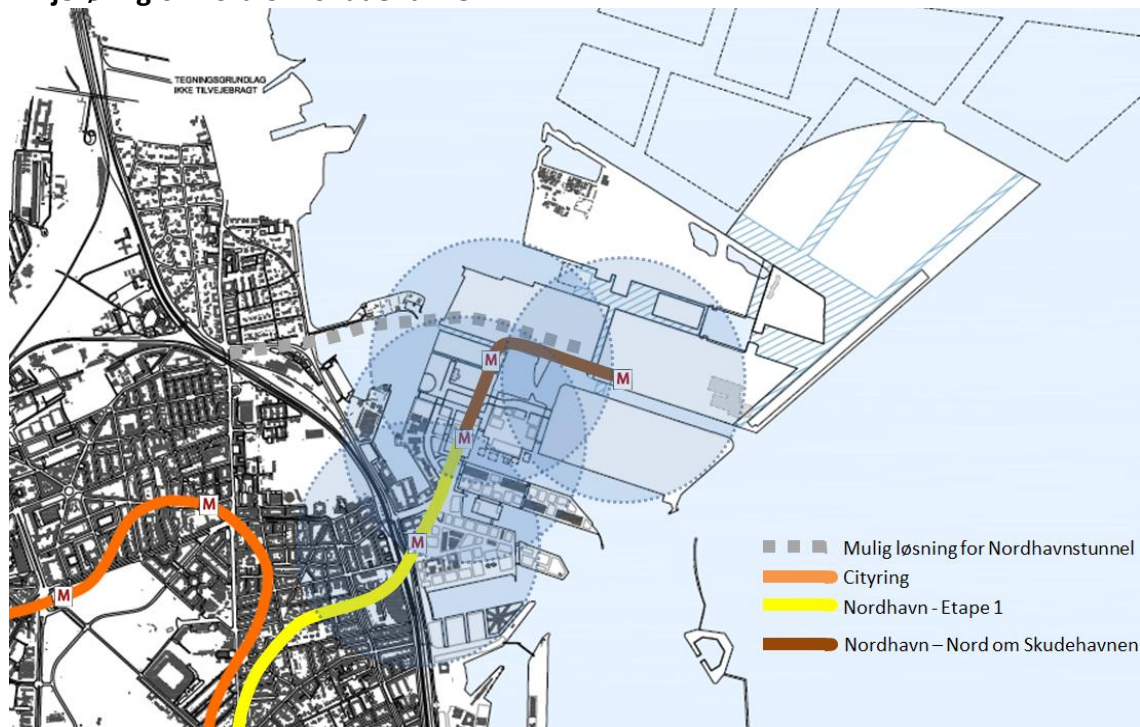 TEGNINGSGRUNDLAG
IKKE TILVEJEBRAGT
M
M
M
M
M
M
Mulig løsning for Nordhavnstunnel
Cityring
Nordhavn - Etape 1
Nordhavn – Nord om Skudehavnen